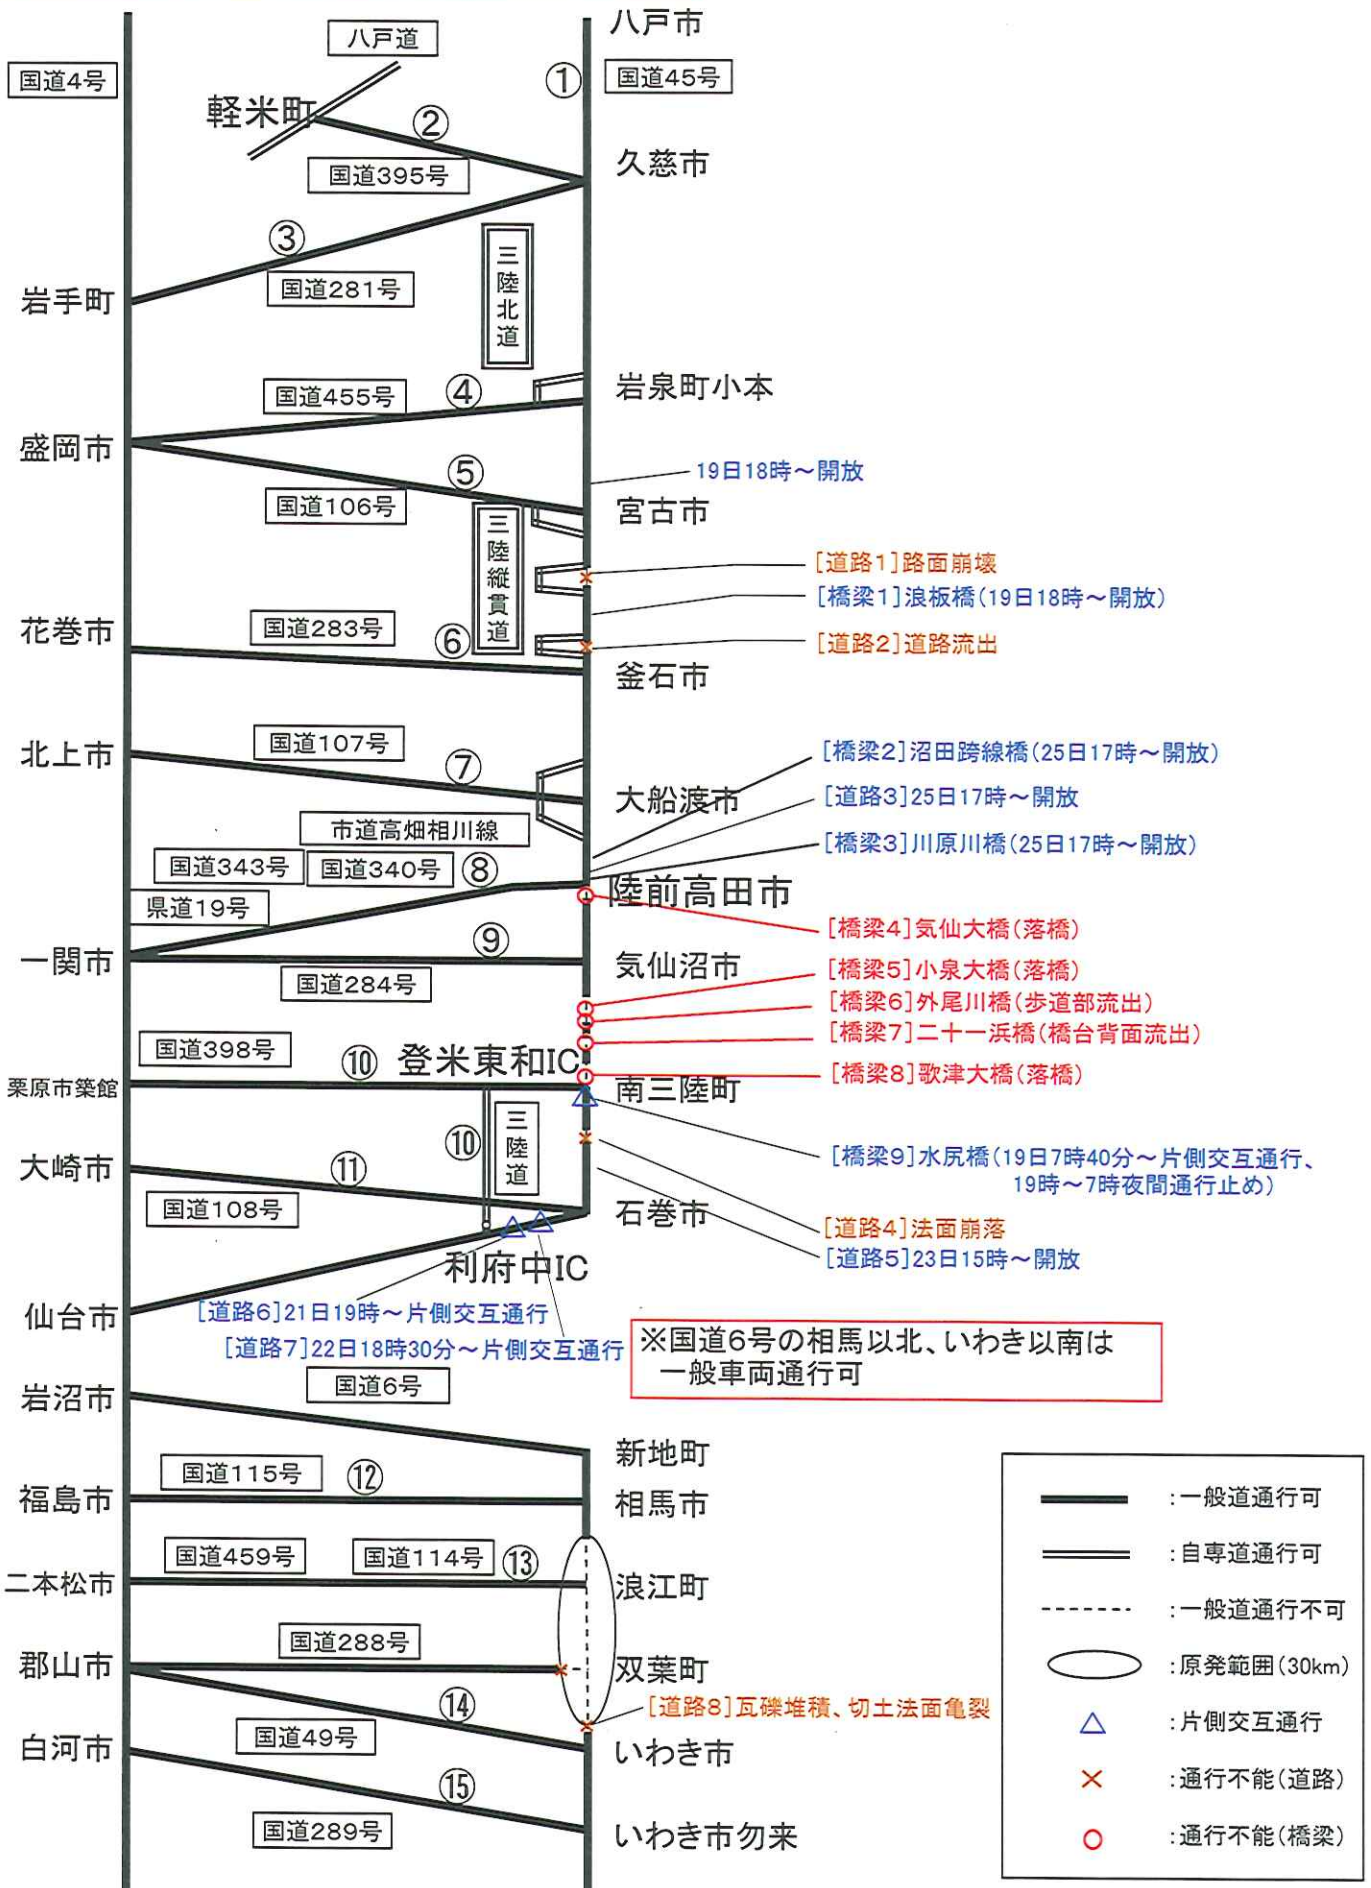 八戸市
八戸道
国道4号
①
国道45号
軽米町
②
久慈市
国道395号
③
三陸北道
国道281号
岩手町
岩泉町小本
国道455号
④
盛岡市
⑤
19日18時～開放
国道106号
宮古市
三陸縦貫道
[道路1]路面崩壊
[橋梁1]浪板橋(19日18時～開放)
花巻市
国道283号
⑥
[道路2]道路流出
釜石市
国道107号
北上市
[橋梁2]沼田跨線橋(25日17時～開放)
⑦
大船渡市
[道路3]25日17時～開放
市道高畑相川線
[橋梁3]川原川橋(25日17時～開放)
国道343号
国道340号
⑧
陸前高田市
県道19号
[橋梁4]気仙大橋(落橋)
⑨
一関市
気仙沼市
[橋梁5]小泉大橋(落橋)
国道284号
[橋梁6]外尾川橋(歩道部流出)
[橋梁7]二十一浜橋(橋台背面流出)
国道398号
⑩
登米東和IC
[橋梁8]歌津大橋(落橋)
栗原市築館
南三陸町
⑩
三陸道
[橋梁9]水尻橋(19日7時40分～片側交互通行、
19時～7時夜間通行止め)
大崎市
⑪
国道108号
石巻市
[道路4]法面崩落
[道路5]23日15時～開放
利府中IC
仙台市
[道路6]21日19時～片側交互通行
[道路7]22日18時30分～片側交互通行
※国道6号の相馬以北、いわき以南は
一般車両通行可
国道6号
岩沼市
新地町
国道115号
⑫
福島市
相馬市
国道459号
国道114号
⑬
二本松市
浪江町
国道288号
郡山市
双葉町
⑭
[道路8]瓦礫堆積、切土法面亀裂
国道49号
白河市
いわき市
⑮
国道289号
いわき市勿来
:一般道通行可
:自専道通行可
:一般道通行不可
:原発範囲(30km)
:片側交互通行
:通行不能(道路)
:通行不能(橋梁)